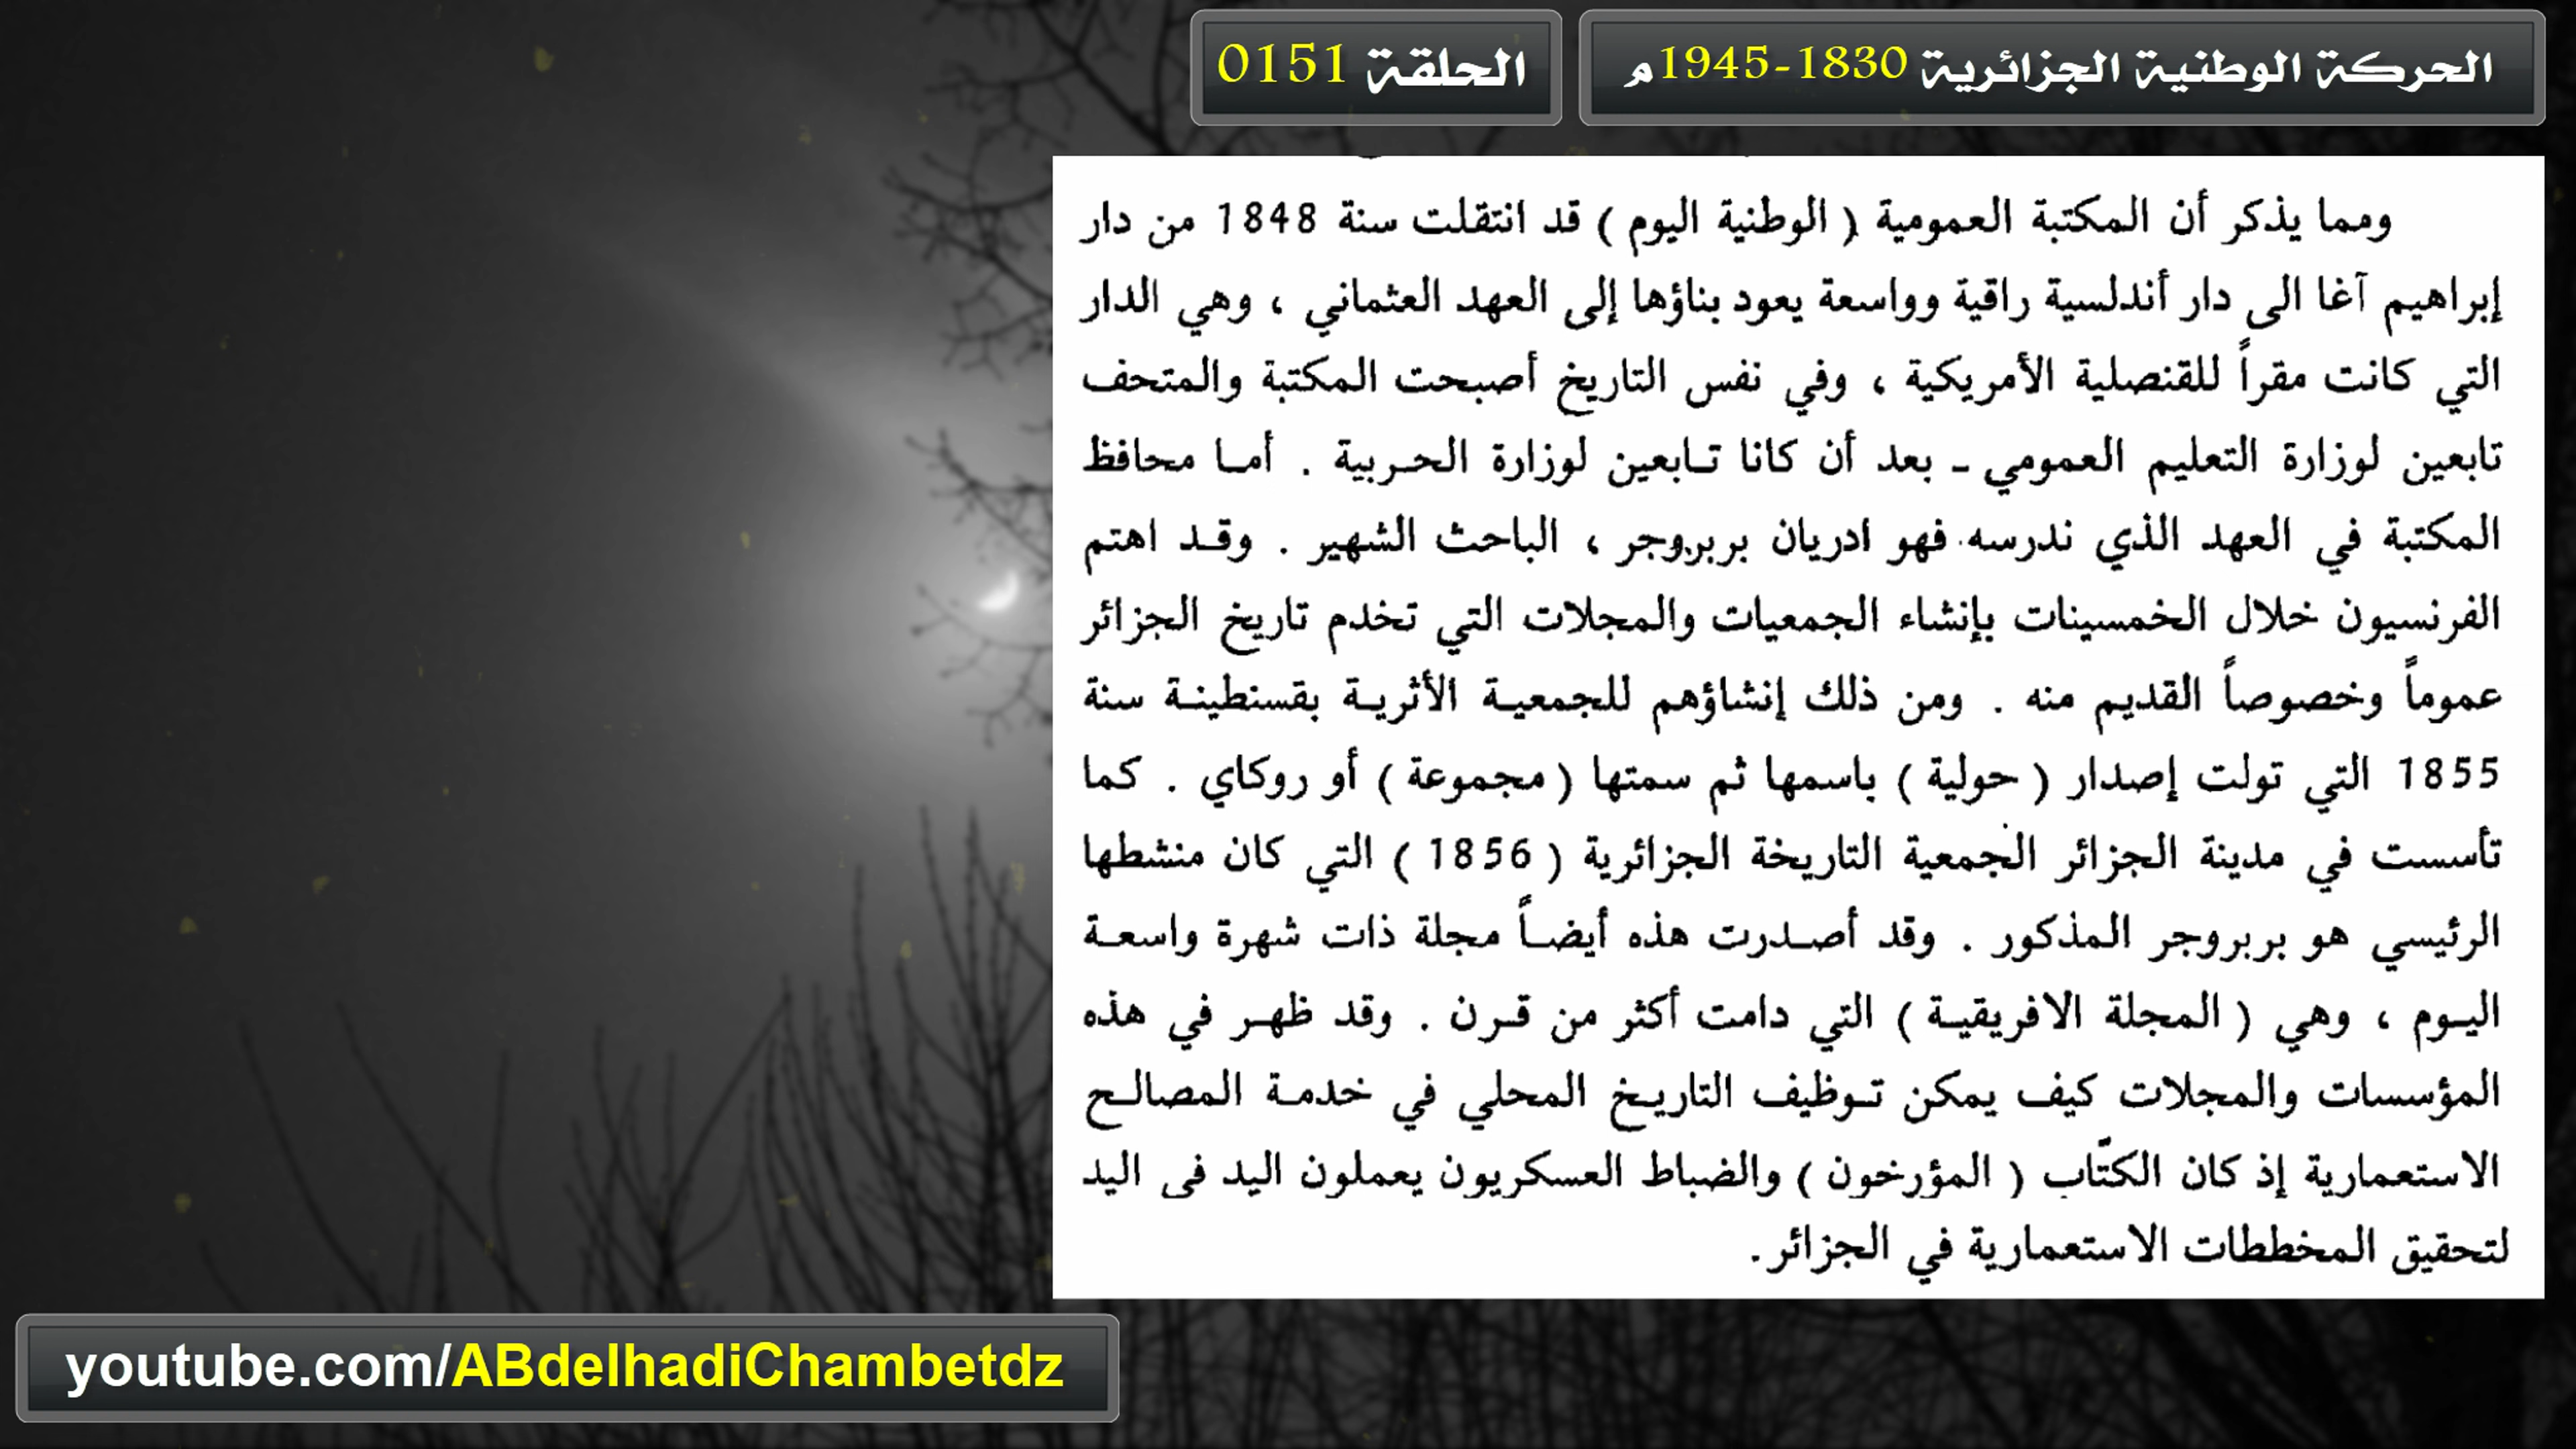 الحركة الوطنية الجزائرية 1830-1945م
الحلقة 0151
ومما يذكر أن المكتبة العمومية ( الوطنية اليوم ) قد انتقلت سنة 1848 من دار
إبراهيم آغا الى دار أندلسية راقية وواسعة يعود بناؤها إلى العهد العثماني ، وهي الدار
التي كانت مقراً للقنصلية الأمريكية ، وفي نفس التاريخ أصبحت المكتبة والمتحف
تابعين لوزارة التعليم العمومي - بعد أن كانا تابعين لوزارة الحربية . أما محافظ
المكتبة في العهد الذي ندرسه فهو ادريان بربروجر ، الباحث الشهير . وقد اهتم
الفرنسيون خلال الخمسينات بإنشاء الجمعيات والمجلات التي تخدم تاريخ الجزائر
عموماً وخصوصاً القديم منه . ومن ذلك إنشاؤهم للجمعية الأثرية بقسنطينة سنة
1855 التي تولت إصدار ( حولية ) باسمها ثم سمتها ( مجموعة ) أو روكاي . كما
تأسست في مدينة الجزائر الجمعية التاريخة الجزائرية ( 1856 ) التي كان منشطها
الرئيسي هو بربروجر المذكور . وقد أصدرت هذه أيضاً مجلة ذات شهرة واسعة
اليوم ، وهي ( المجلة الافريقية ) التي دامت أكثر من قرن . وقد ظهر في هذه
المؤسسات والمجلات كيف يمكن توظيف التاريخ المحلي في خدمة المصالح
الاستعمارية إذ كان الكتّاب ( المؤرخون ) والضباط العسكريون يعملون اليد في اليد
لتحقيق المخططات الاستعمارية في الجزائر .
youtube.com/ABdelhadiChambetdz